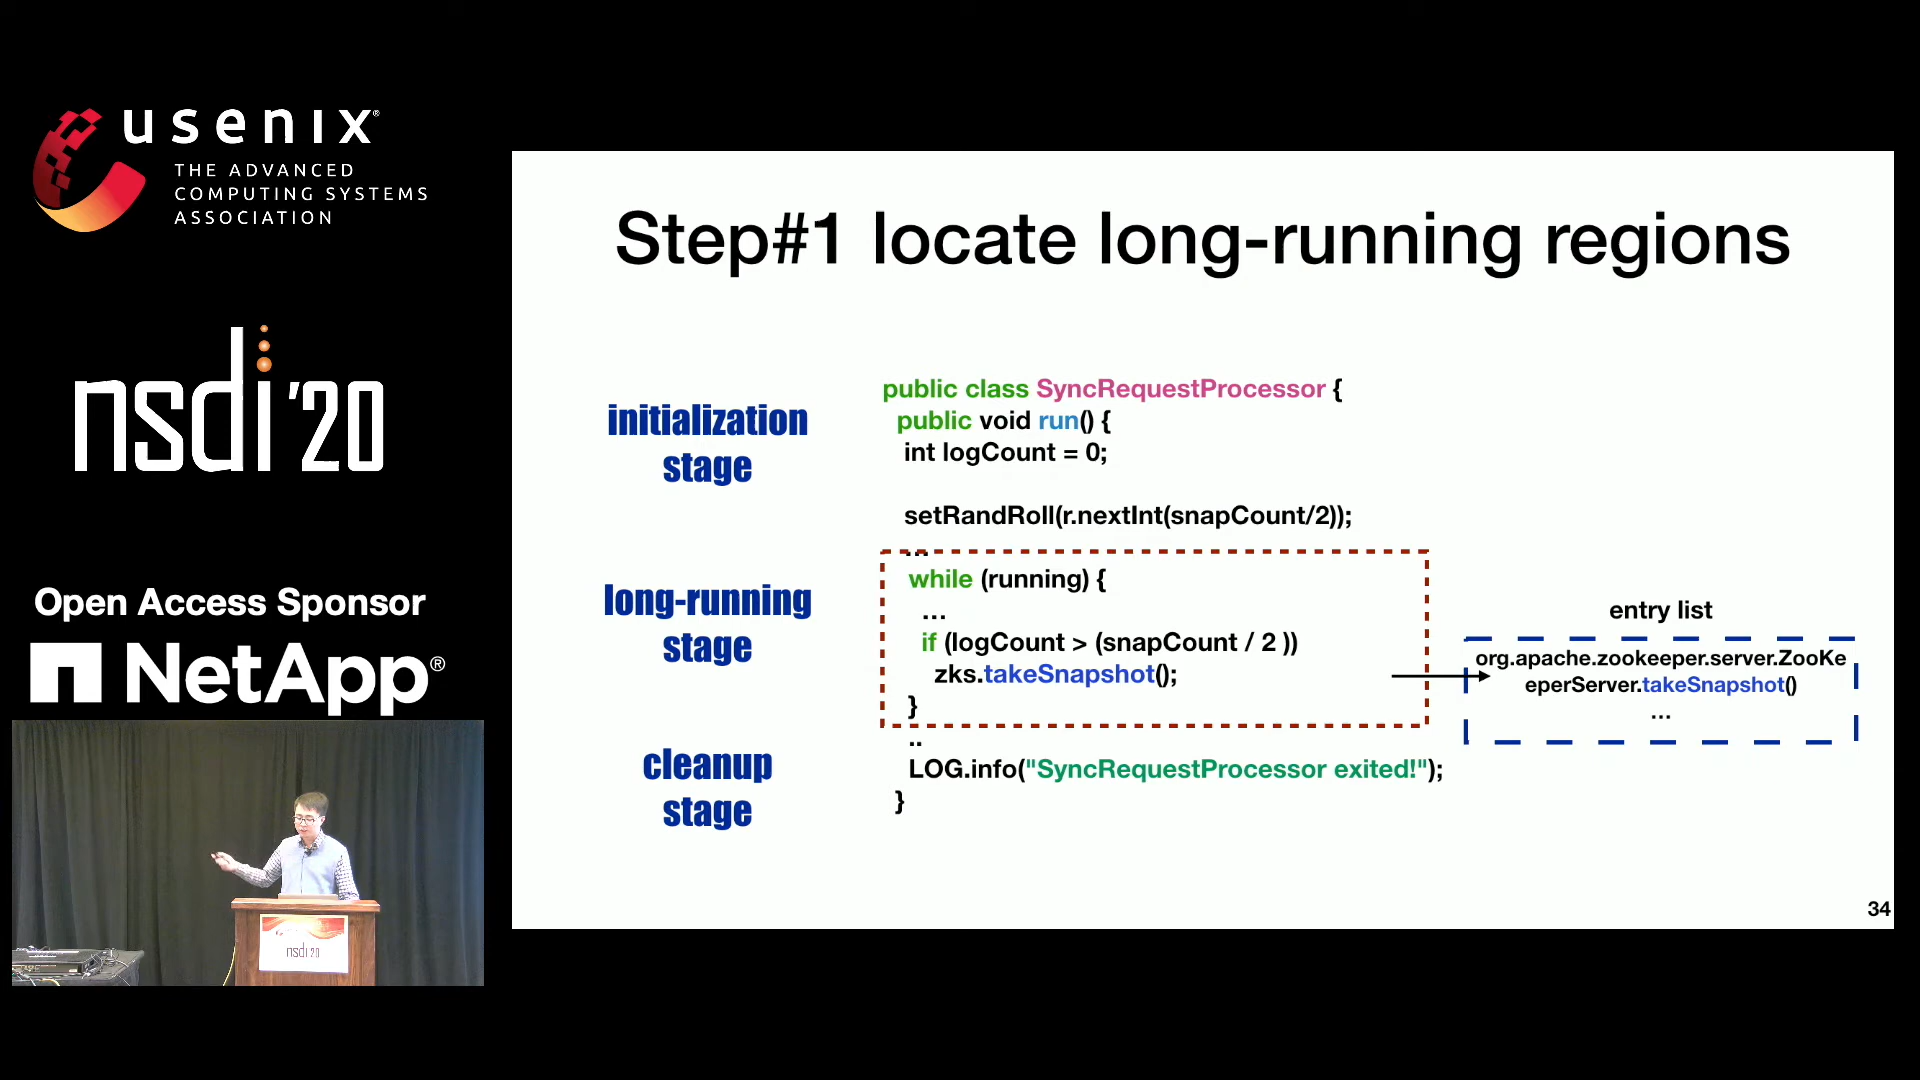 usenix®
THE ADVANCED
COMPUTING SYSTEMS
ASSOCIATION
nsdi '20
Open Access Sponsor
NetApp®
nsdi 20
Step#1 locate long-running regions
initialization
stage
long-running
stage
cleanup
stage
public class SyncRequestProcessor {
public void run() {
int logCount = 0;
setRandRoll(r.nextInt(snapCount/2));
...
while (running) {
...
if (logCount > (snapCount / 2 ))
zks.takeSnapshot();
}
..
LOG.info("SyncRequestProcessor exited!");
}
entry list
org.apache.zookeeper.server.ZooKe
eperServer.takeSnapshot()
...
34